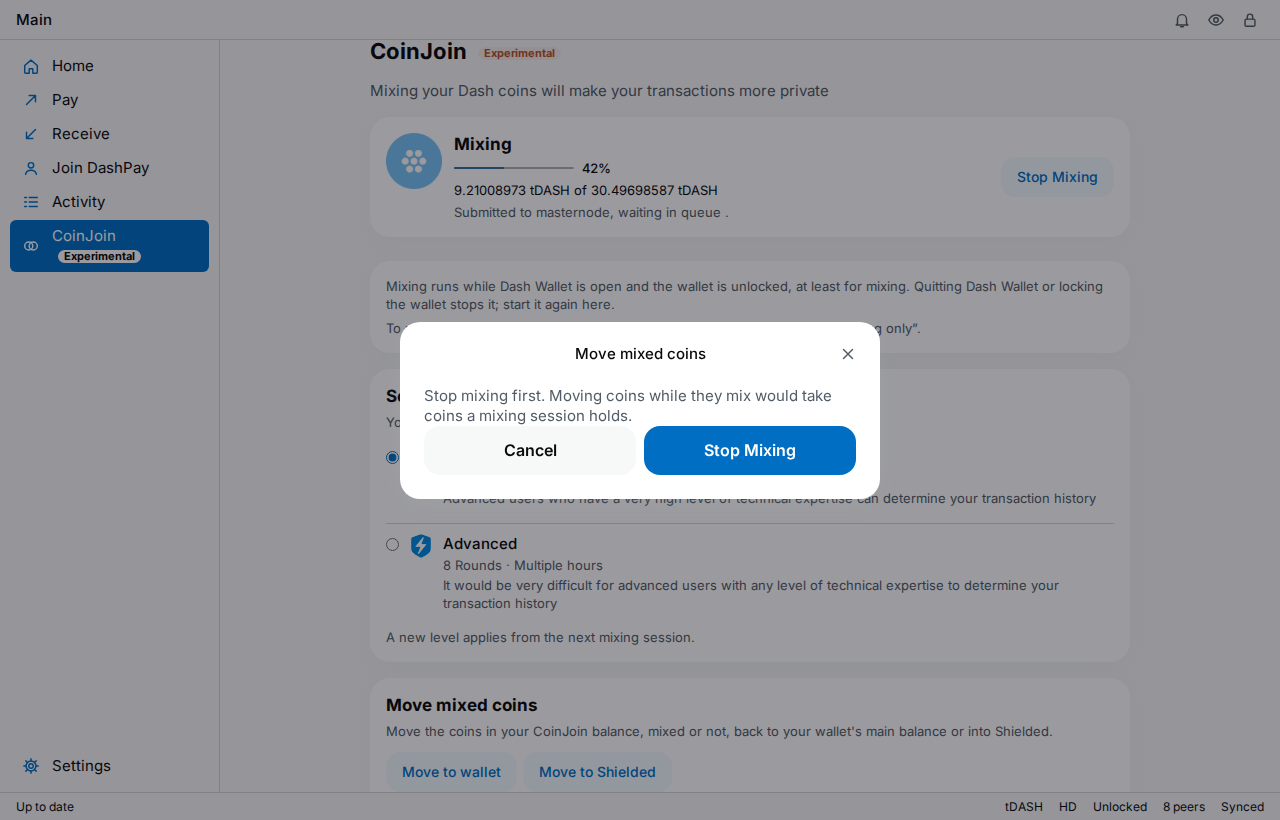 Main
Home
Pay
Receive
Join DashPay
Activity
CoinJoin
Experimental
Settings
CoinJoin Experimental
Mixing your Dash coins will make your transactions more private
Mixing
42%
9.21008973 tDASH of 30.49698587 tDASH
Submitted to masternode, waiting in queue .
Stop Mixing
Mixing runs while Dash Wallet is open and the wallet is unlocked, at least for mixing. Quitting Dash Wallet or locking
the wallet stops it; start it again here.
To only”.
Move mixed coins
Stop mixing first. Moving coins while they mix would take
coins a mixing session holds.
Cancel
Stop Mixing
Advanced users who have a very high level of technical expertise can determine your transaction history
Advanced
8 Rounds · Multiple hours
It would be very difficult for advanced users with any level of technical expertise to determine your
transaction history
A new level applies from the next mixing session.
Move mixed coins
Move the coins in your CoinJoin balance, mixed or not, back to your wallet's main balance or into Shielded.
Move to wallet
Move to Shielded
Up to date
tDASH HD Unlocked 8 peers Synced